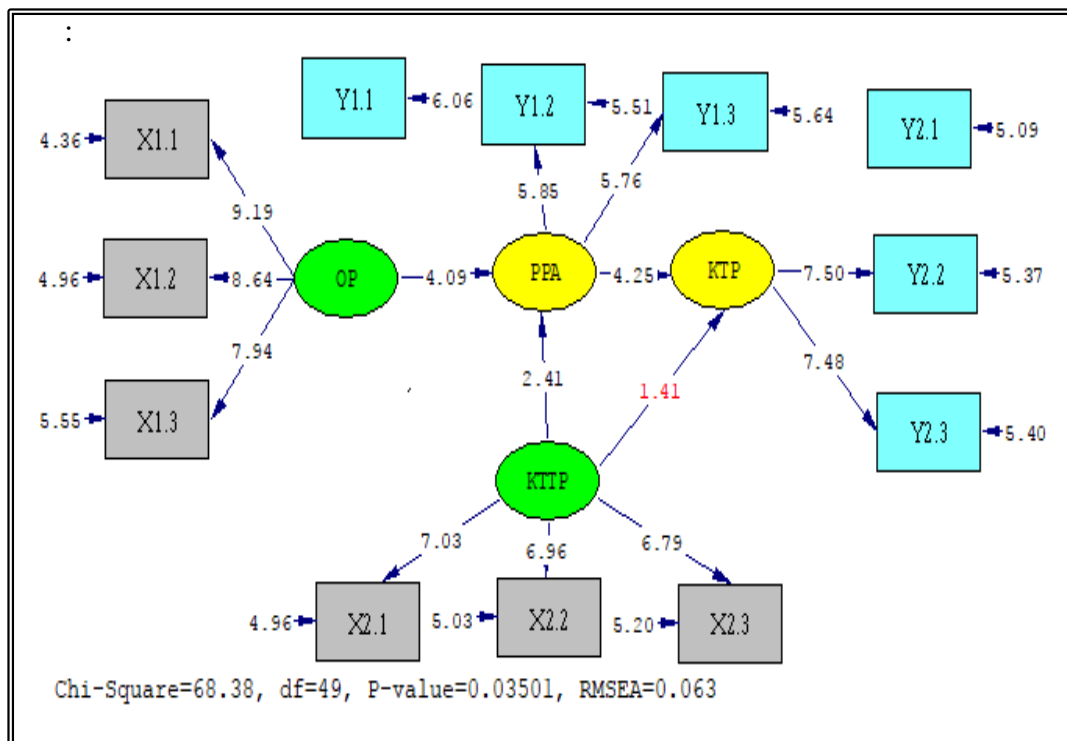 :
Y1.1
6.06
Y1.2
5.51
Y1.3
5.64
Y2.1
5.09
4.36
X1.1
9.19
5.85
5.76
4.96
X1.2
8.64
OP
4.09
PPA
4.25
KTP
7.50
Y2.2
5.37
7.94
2.41
1.41
7.48
5.55
X1.3
Y2.3
5.40
KTTP
7.03
6.96
6.79
4.96
X2.1
5.03
X2.2
5.20
X2.3
Chi-Square=68.38, df=49, P-value=0.03501, RMSEA=0.063